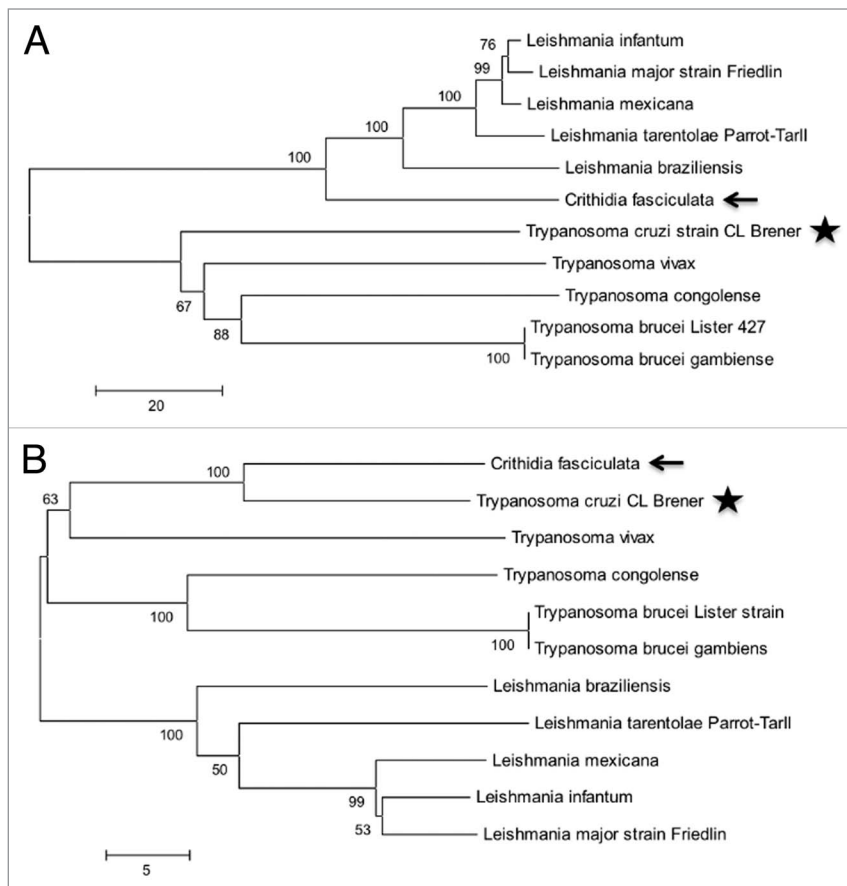 A
76
Leishmania infantum
99
Leishmania major strain Friedlin
100
Leishmania mexicana
100
Leishmania tarentolae Parrot-TarII
100
Leishmania braziliensis
Crithidia fasciculata
Trypanosoma cruzi strain CL Brener
Trypanosoma vivax
67
Trypanosoma congolense
88
Trypanosoma brucei Lister 427
100
Trypanosoma brucei gambiense
20
B
100
Crithidia fasciculata
63
Trypanosoma cruzi CL Brener
Trypanosoma vivax
Trypanosoma congolense
100
Trypanosoma brucei Lister strain
100
Trypanosoma brucei gambiens
Leishmania braziliensis
100
Leishmania tarentolae Parrot-TarII
50
Leishmania mexicana
99
Leishmania infantum
53
Leishmania major strain Friedlin
5